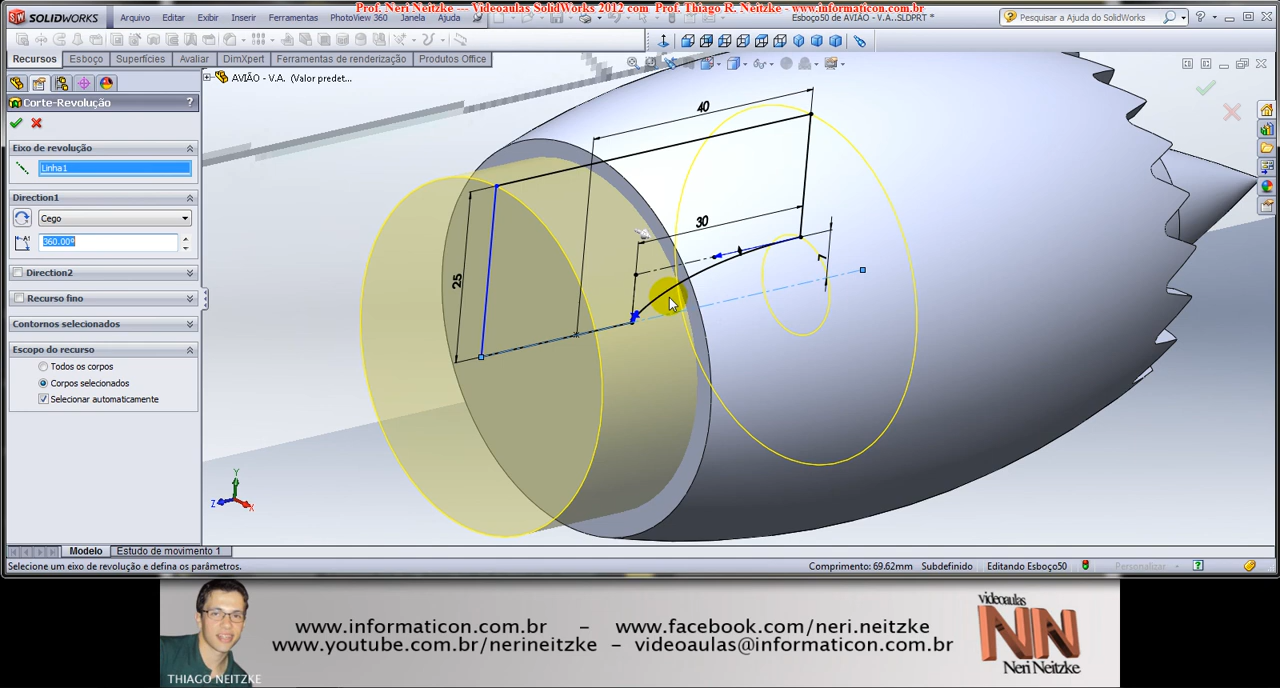 Prof. Neri Neitzke --- Videoaulas SolidWorks 2012 com Prof. Thiago R. Neitzke - www.informaticon.com.br
SOLIDWORKS
Arquivo Editar Exibir Inserir Ferramentas PhotoView 360 My Janela Ajuda
Esboço50 de AVIÃO - V.A..SLDPRT *
Pesquisar a Ajuda do SolidWorks
Recursos Esboço Superfícies Avaliar DimXpert Ferramentas de renderização Produtos Office
AVIÃO - V.A. (Valor predet...
Corte-Revolução
?
Eixo de revolução
Linha1
Direction1
Cego
360.00º
Direction2
Recurso fino
Contornos selecionados
Escopo do recurso
Todos os corpos
Corpos selecionados
Selecionar automaticamente
40
30
7
25
Y
Z
X
Modelo Estudo de movimento 1
Selecione um eixo de revolução e defina os parâmetros.
Comprimento: 69.62mm Subdefinido Editando Esboço50 Personalizar
www.informaticon.com.br - www.facebook.com/neri.neitzke
www.youtube.com.br/nerineitzke - videoaulas@informaticon.com.br
THIAGO NEITZKE
videoaulas
NN
Neri Neitzke